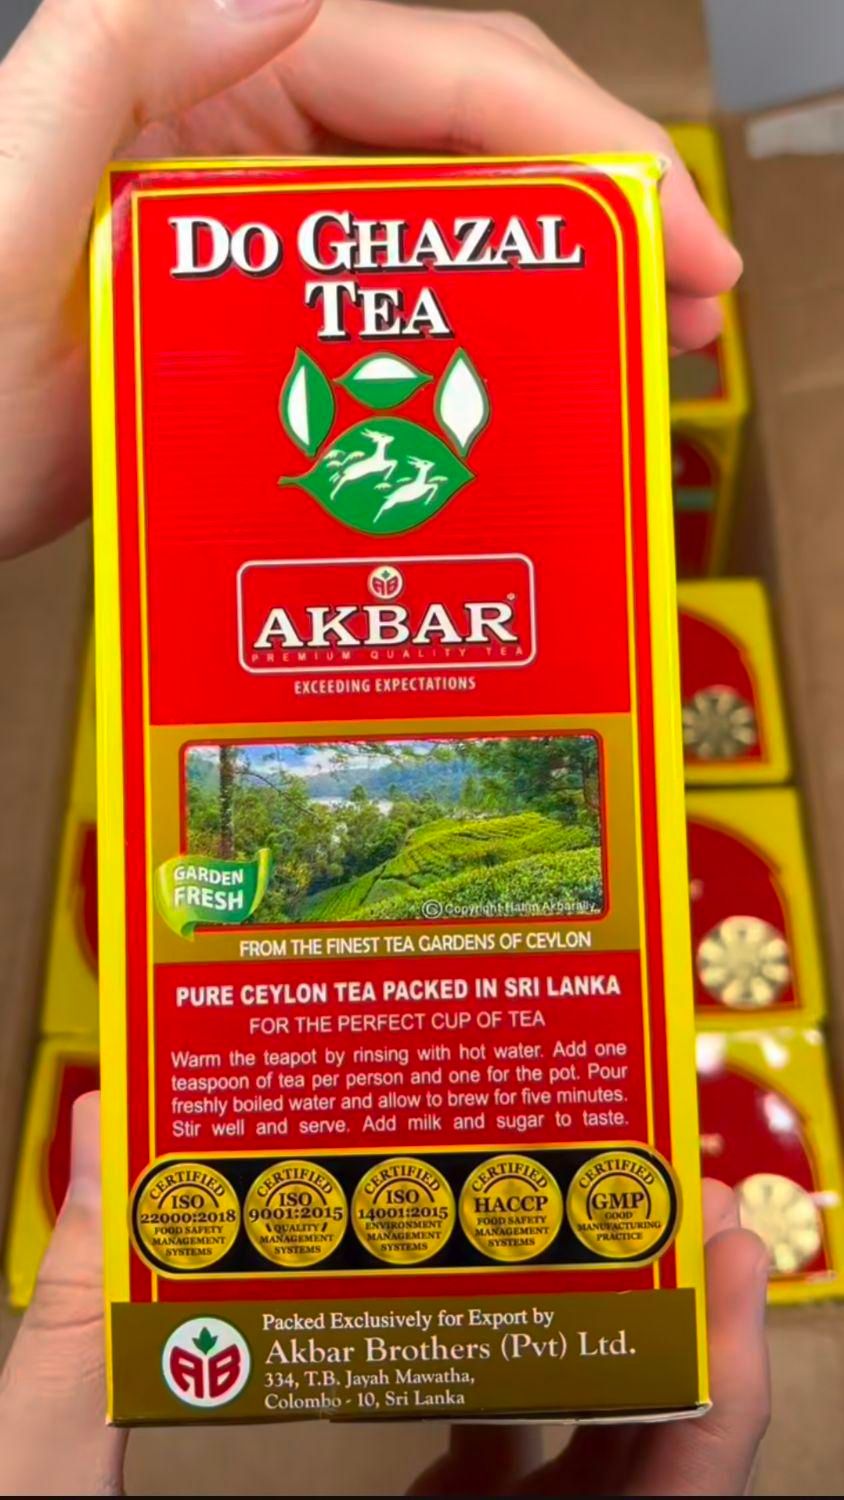 DO GHAZAL
TEA
AB
AKBAR®
PREMIUM QUALITY TEA
EXCEEDING EXPECTATIONS
GARDEN
FRESH
© Copyright Hatim Akbarally
FROM THE FINEST TEA GARDENS OF CEYLON
PURE CEYLON TEA PACKED IN SRI LANKA
FOR THE PERFECT CUP OF TEA
Warm the teapot by rinsing with hot water. Add one
teaspoon of tea per person and one for the pot. Pour
freshly boiled water and allow to brew for five minutes.
Stir well and serve. Add milk and sugar to taste.
CERTIFIED
ISO
22000:2018
FOOD SAFETY
MANAGEMENT
SYSTEMS
CERTIFIED
ISO
9001:2015
QUALITY
MANAGEMENT
SYSTEMS
CERTIFIED
ISO
14001:2015
ENVIRONMENT
MANAGEMENT
SYSTEMS
CERTIFIED
HACCP
FOOD SAFETY
MANAGEMENT
SYSTEMS
CERTIFIED
GMP
GOOD
MANUFACTURING
PRACTICE
Packed Exclusively for Export by
AB
Akbar Brothers (Pvt) Ltd.
334, T.B. Jayah Mawatha,
Colombo - 10, Sri Lanka